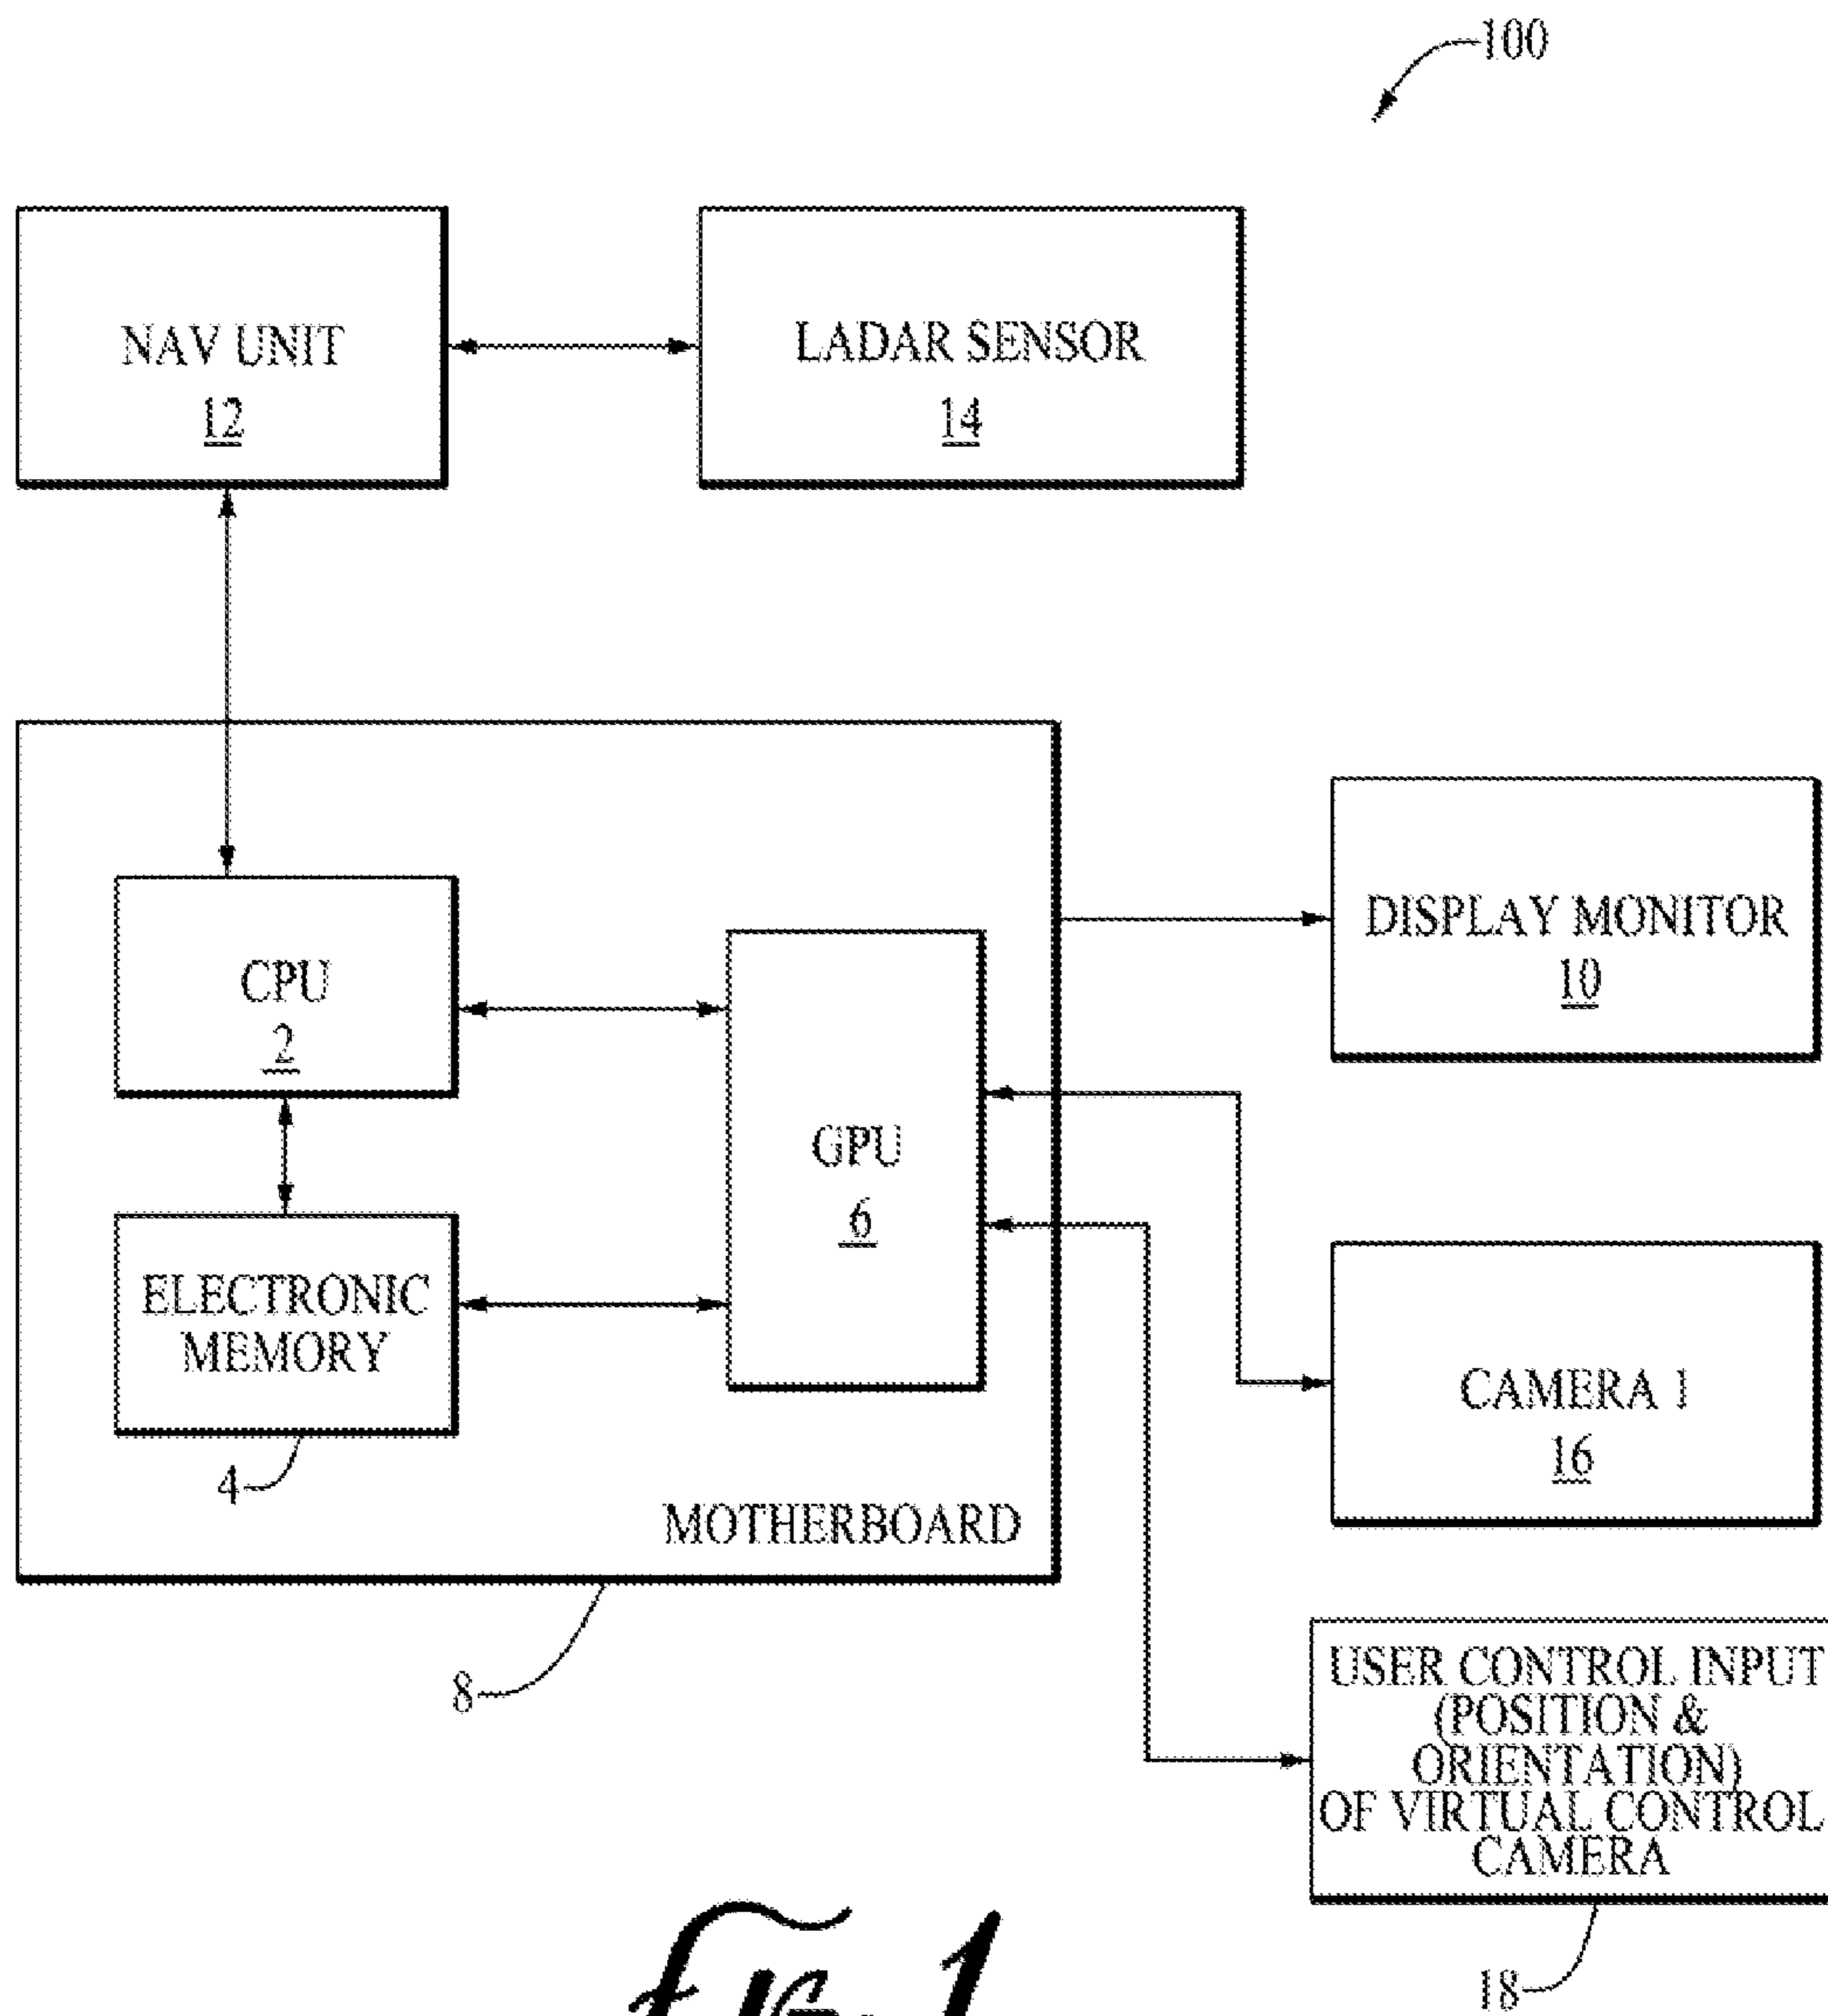 100
NAV UNIT
12
LADAR SENSOR
14
CPU
2
GPU
6
ELECTRONIC
MEMORY
4
MOTHERBOARD
8
DISPLAY MONITOR
10
CAMERA 1
16
USER CONTROL INPUT
(POSITION &
ORIENTATION)
OF VIRTUAL CONTROL
CAMERA
18
Fig-1